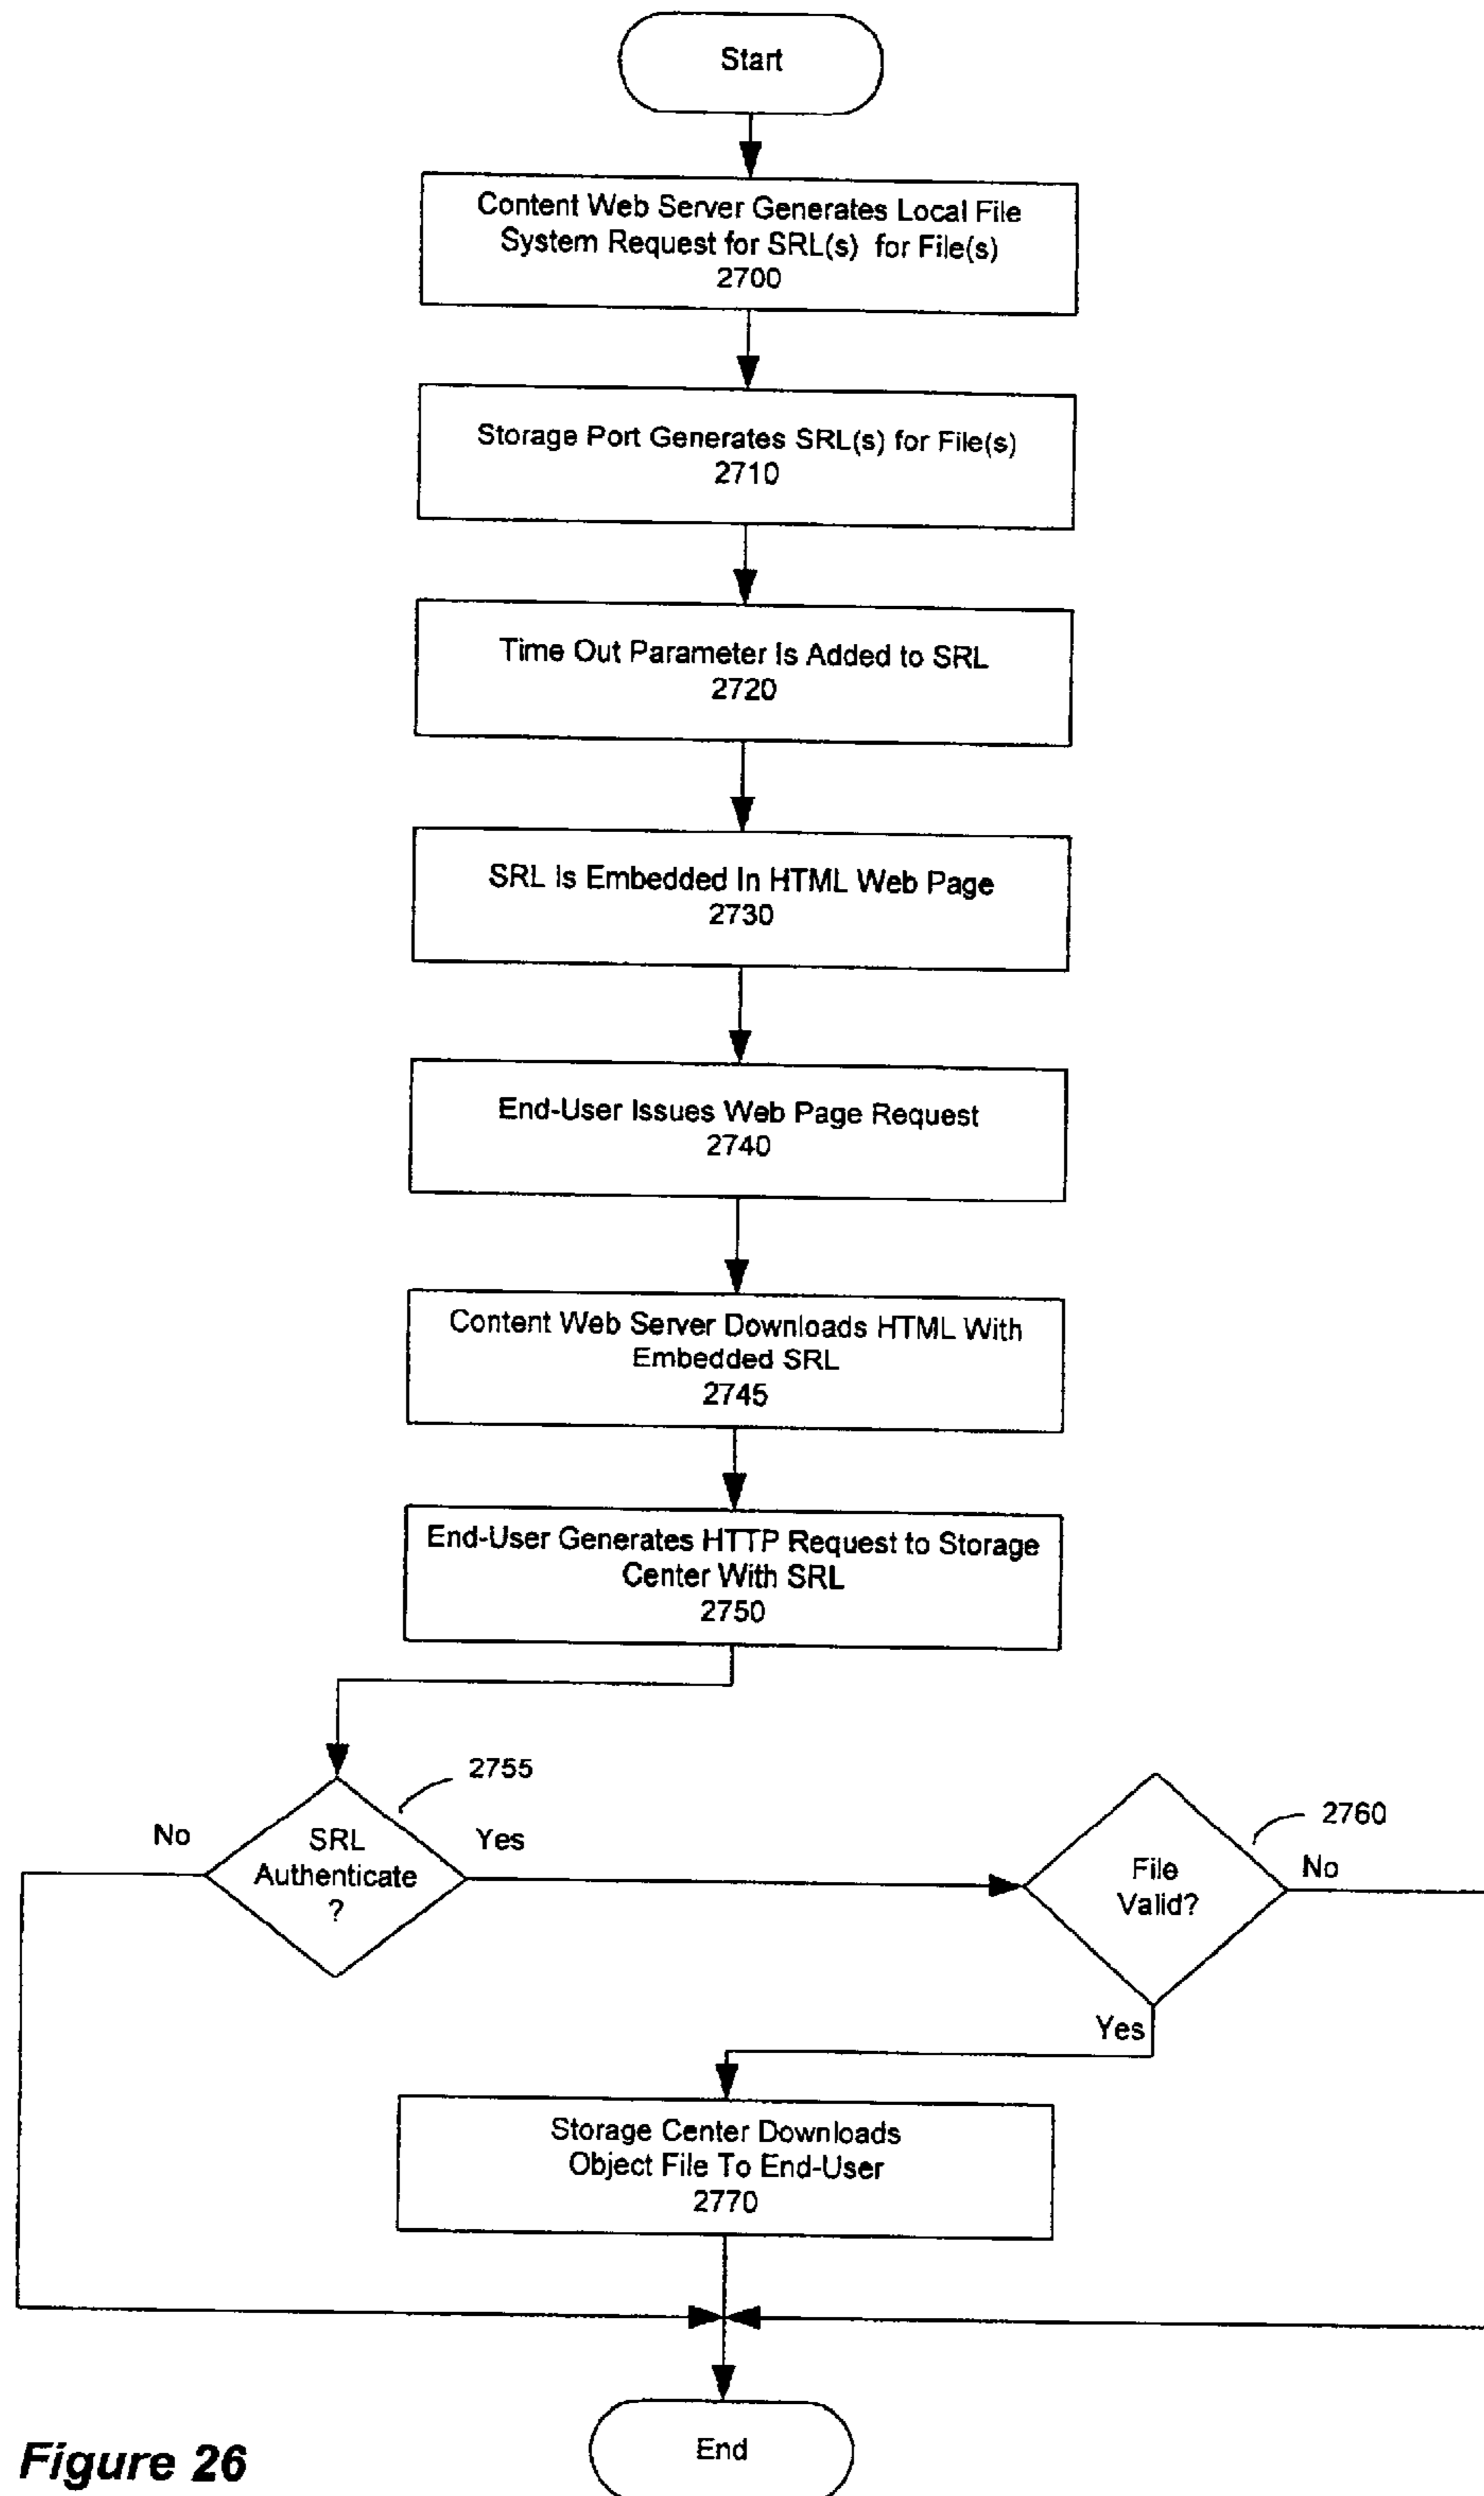 Start
Content Web Server Generates Local File
System Request for SRL(s) for File(s)
2700
Storage Port Generates SRL(s) for File(s)
2710
Time Out Parameter Is Added to SRL
2720
SRL Is Embedded In HTML Web Page
2730
End-User Issues Web Page Request
2740
Content Web Server Downloads HTML With
Embedded SRL
2745
End-User Generates HTTP Request to Storage
Center With SRL
2750
2755
No
SRL
Authenticate
?
Yes
2760
File
Valid?
No
Yes
Storage Center Downloads
Object File To End-User
2770
End
Figure 26